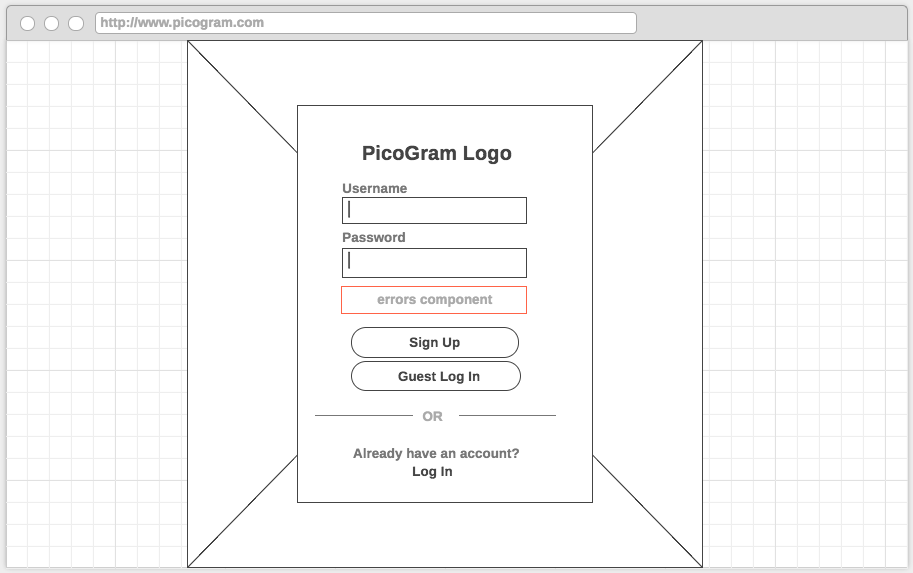 http://www.picogram.com
PicoGram Logo
Username
Password
errors component
Sign Up
Guest Log In
OR
Already have an account?
Log In